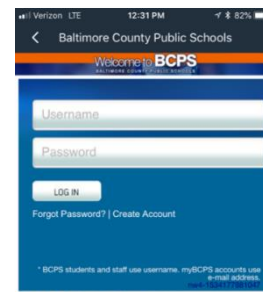 Verizon LTE 12:31 PM 82%
Baltimore County Public Schools
Welcome to BCPS
BALTIMORE COUNTY PUBLIC SCHOOLS
Username
Password
LOG IN
Forgot Password? | Create Account
* BCPS students and staff use username. myBCPS accounts use
e-mail address.